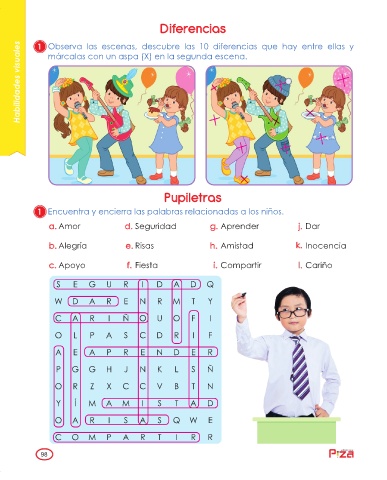 Habilidades visuales
Diferencias
1 Observa las escenas, descubre las 10 diferencias que hay entre ellas y
márcalas con un aspa (X) en la segunda escena.
Pupiletras
1 Encuentra y encierra las palabras relacionadas a los niños.
a. Amor d. Seguridad g. Aprender j. Dar
b. Alegría e. Risas h. Amistad k. Inocencia
c. Apoyo f. Fiesta i. Compartir l. Cariño
S E G U R I D A D Q
W D A R E N R M T Y
C A R I Ñ O U O F I
O L P A S C D R I F
A E A P R E N D E R
P G G H J N K L S Ñ
O R Z X C C V B T N
Y Í M A M I S T A D
O A R I S A S Q W E
C O M P A R T I R R
98